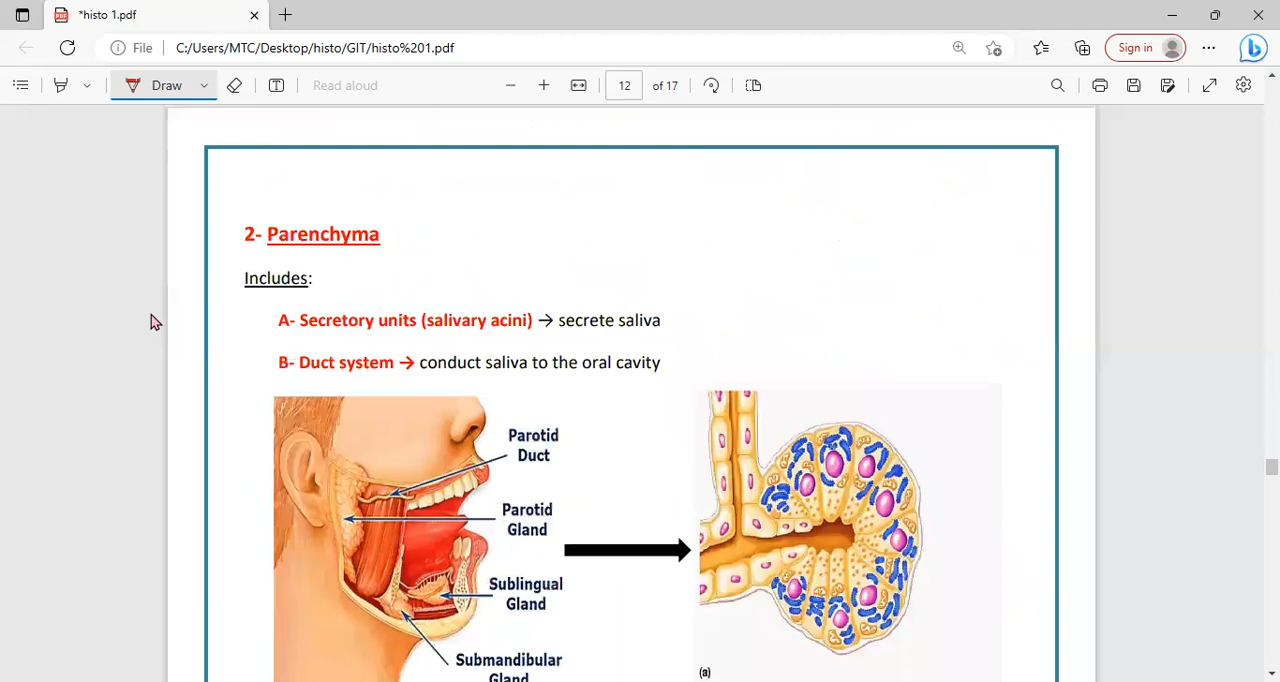 *histo 1.pdf
File
C:/Users/MTC/Desktop/histo/GIT/histo%201.pdf
Sign in
Draw
Read aloud
12
of 17
2- Parenchyma
Includes:
A- Secretory units (salivary acini) → secrete saliva
B- Duct system → conduct saliva to the oral cavity
Parotid
Duct
Parotid
Gland
Sublingual
Gland
Submandibular
Gland
(a)